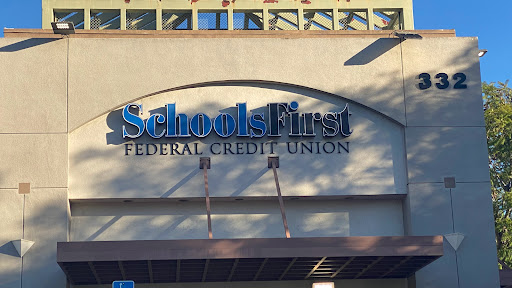 332
SchoolsFirst
FEDERAL CREDIT UNION